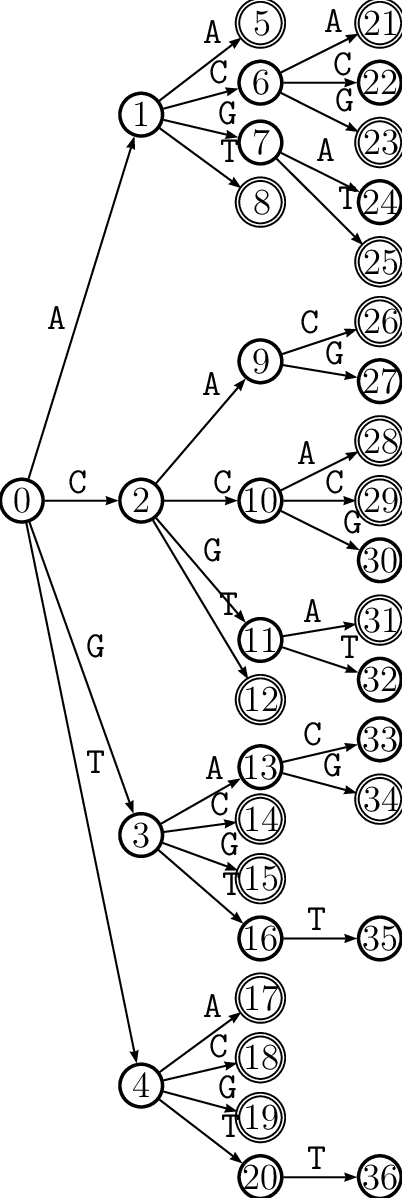 A 5 A 21
C 6 C 22
1 G 7 G 23
T A 24
8 T 25
A
C 26
9 G 27
A
A 28
0 C 2 C 10 C 29
G G 30
T 11 A 31
G 12 T 32
T
A 13 C 33
C 14 G 34
3 G 15
T 16 T 35
A 17
C 18
4 G 19
T 20 T 36